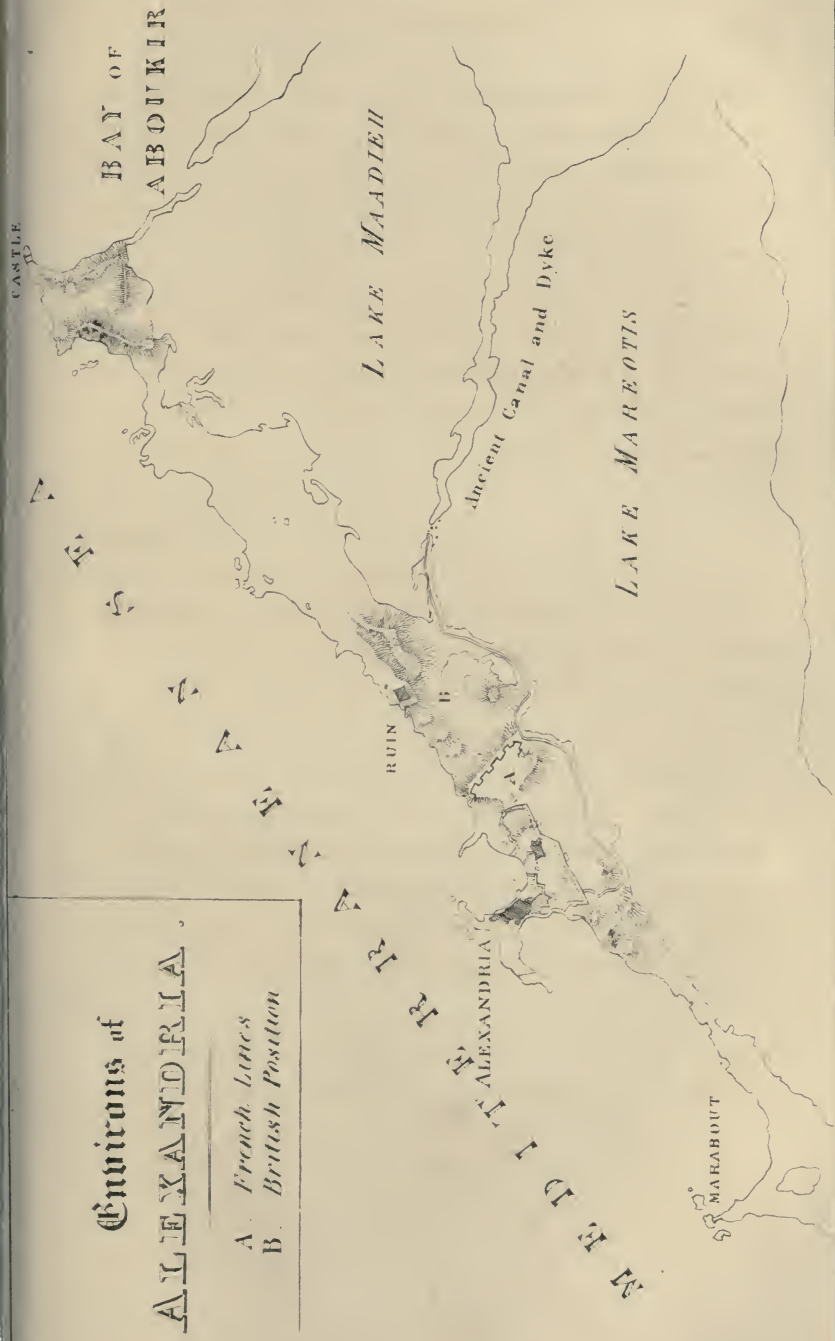 Environs of
ALEXANDRIA.
A. French Lines
B. British Position
MEDITERRANEAN SEA
CASTLE
BAY OF
ABOUKIR
LAKE MAADIEH
Ancient Canal and Dyke
LAKE MAREOTIS
RUIN
B
A
ALEXANDRIA
MARABOUT